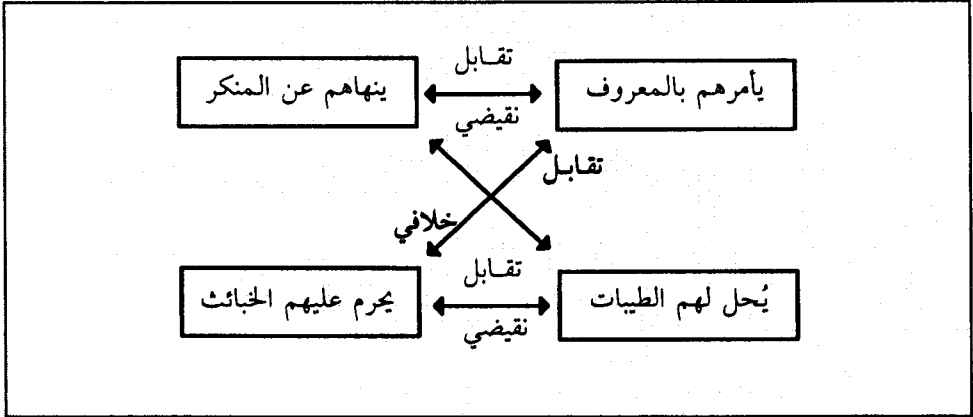 تقابل
يأمرهم بالمعروف
ينهاهم عن المنكر
نقيضي
تقابل
خلافي
تقابل
يُحل لهم الطيبات
يحرم عليهم الخبائث
نقيضي